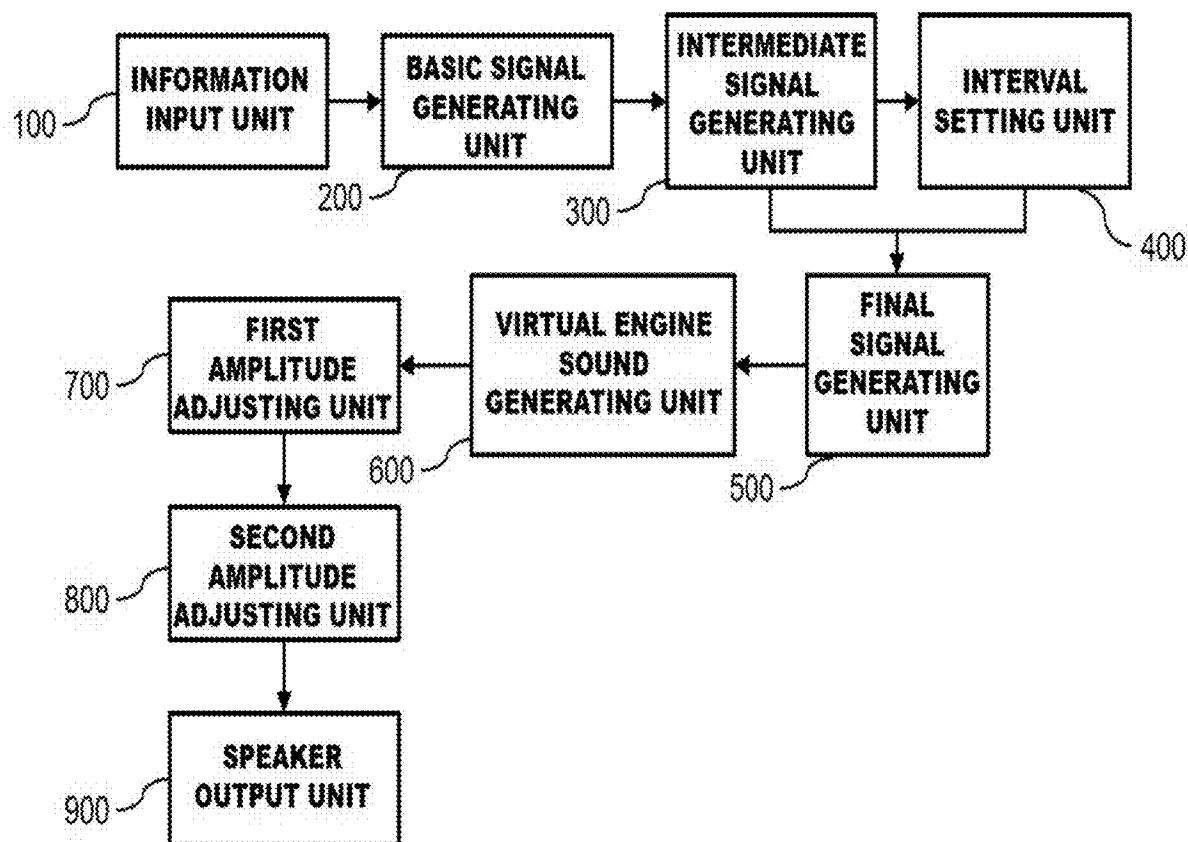 INFORMATION
INPUT UNIT
100
BASIC SIGNAL
GENERATING
UNIT
200
INTERMEDIATE
SIGNAL
GENERATING
UNIT
300
INTERVAL
SETTING UNIT
400
FINAL
SIGNAL
GENERATING
UNIT
500
VIRTUAL ENGINE
SOUND
GENERATING UNIT
600
FIRST
AMPLITUDE
ADJUSTING UNIT
700
SECOND
AMPLITUDE
ADJUSTING UNIT
800
SPEAKER
OUTPUT UNIT
900